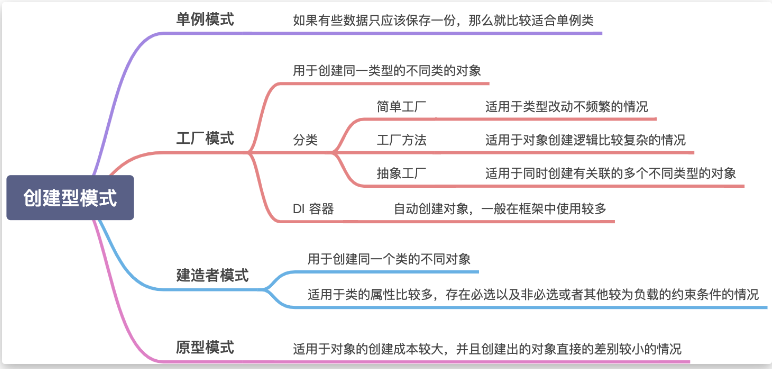 创建型模式
单例模式
如果有些数据只应该保存一份，那么就比较适合单例类
工厂模式
用于创建同一类型的不同类的对象
分类
简单工厂
适用于类型改动不频繁的情况
工厂方法
适用于对象创建逻辑比较复杂的情况
抽象工厂
适用于同时创建有关联的多个不同类型的对象
DI 容器
自动创建对象，一般在框架中使用较多
建造者模式
用于创建同一个类的不同对象
适用于类的属性比较多，存在必选以及非必选或者其他较为负载的约束条件的情况
原型模式
适用于对象的创建成本较大，并且创建出的对象直接的差别较小的情况